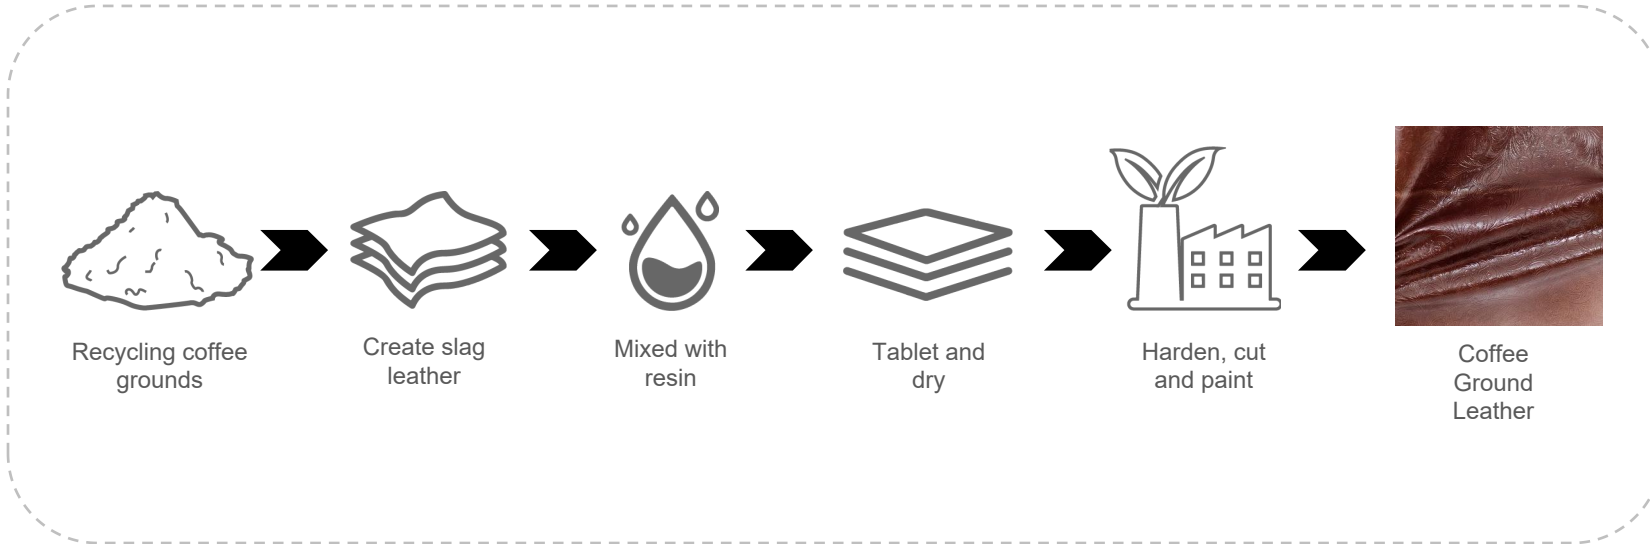 Recycling coffee
grounds
Create slag
leather
Mixed with
resin
Tablet and
dry
Harden, cut
and paint
Coffee
Ground
Leather